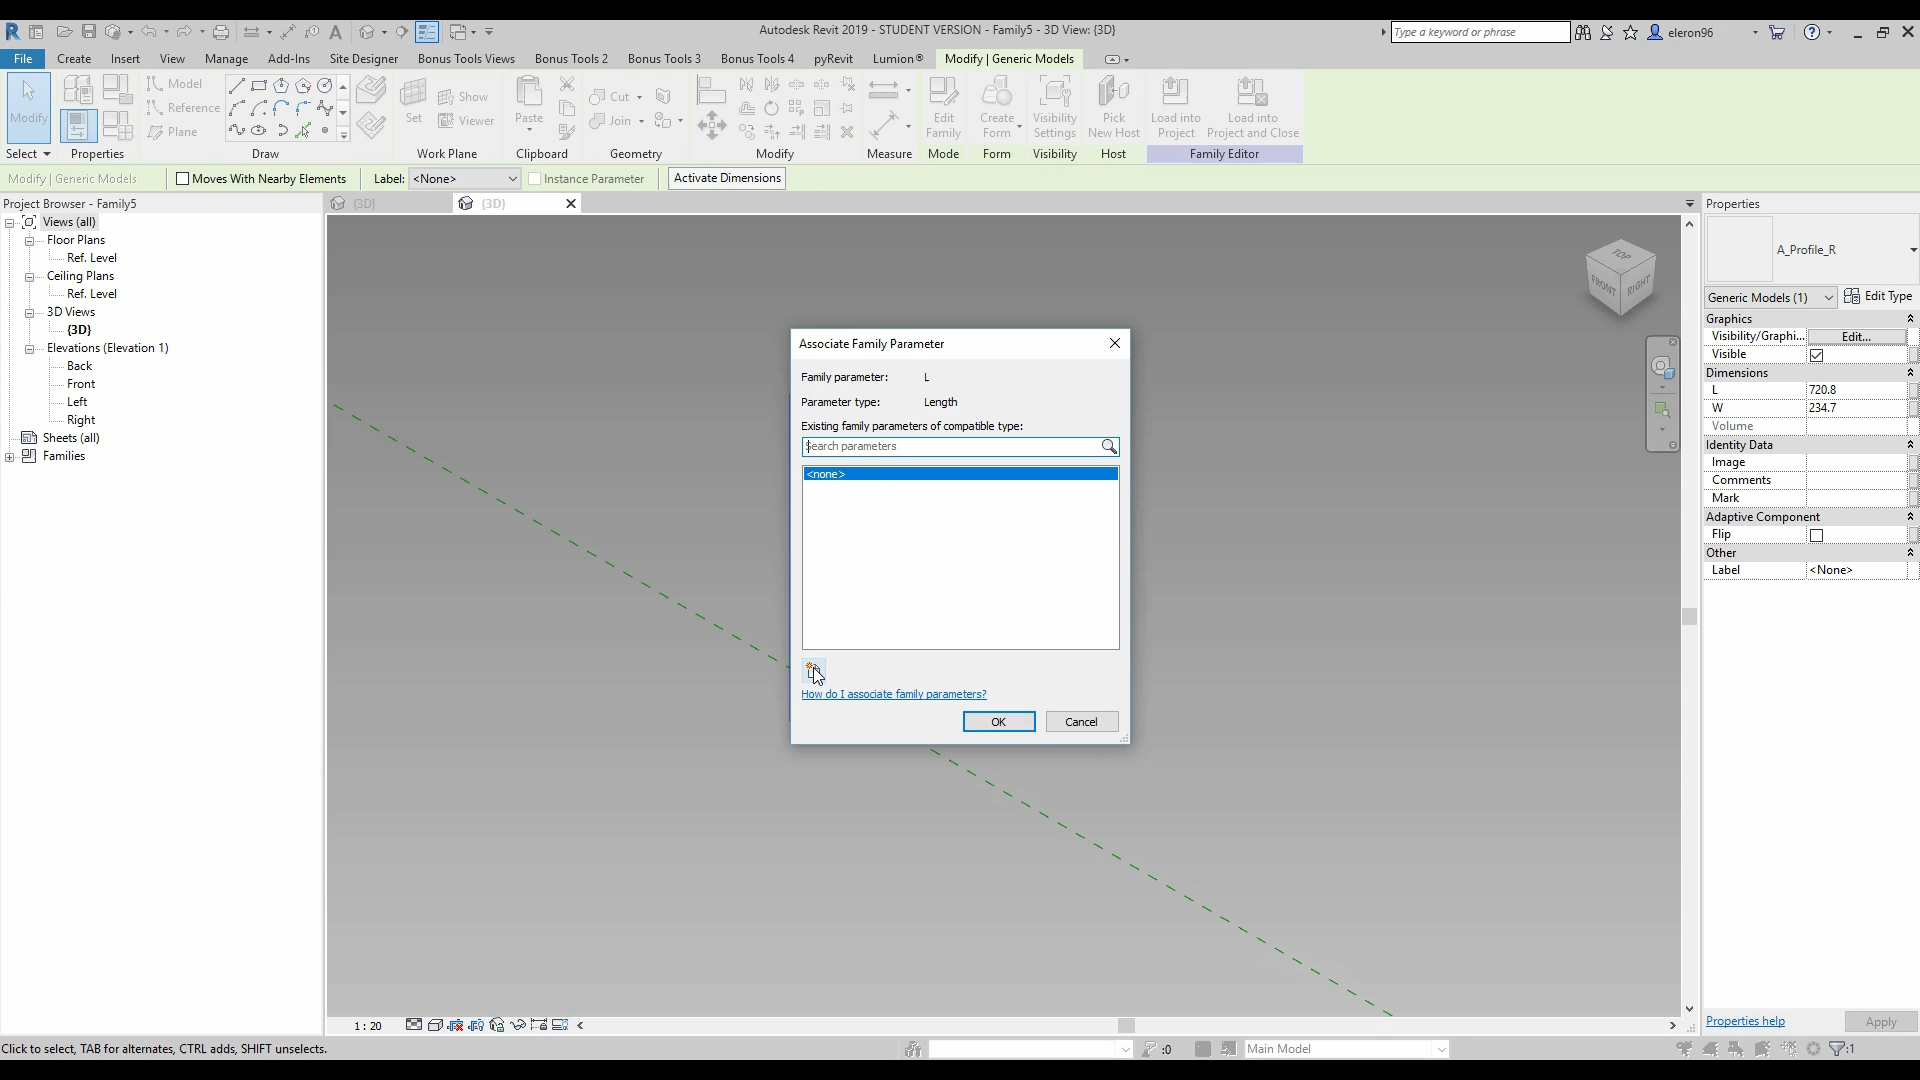 Autodesk Revit 2019 - STUDENT VERSION - Family5 - 3D View: {3D}
Type a keyword or phrase
eleron96
File Create Insert View Manage Add-Ins Site Designer Bonus Tools Views Bonus Tools 2 Bonus Tools 3 Bonus Tools 4 pyRevit Lumion® Modify | Generic Models
Modify
Model
Reference
Plane
Set
Show
Viewer
Paste
Cut
Join
Edit
Family
Create
Form
Visibility
Settings
Pick
New Host
Load into
Project
Load into
Project and Close
Select Properties Draw Work Plane Clipboard Geometry Modify Measure Mode Form Visibility Host Family Editor
Modify | Generic Models Moves With Nearby Elements Label: <None> Instance Parameter Activate Dimensions
Project Browser - Family5
Views (all)
Floor Plans
Ref. Level
Ceiling Plans
Ref. Level
3D Views
{3D}
Elevations (Elevation 1)
Back
Front
Left
Right
Sheets (all)
Families
{3D}
{3D}
TOP
FRONT
RIGHT
Associate Family Parameter
Family parameter: L
Parameter type: Length
Existing family parameters of compatible type:
Search parameters
<none>
How do I associate family parameters?
OK Cancel
Properties
A_Profile_R
Generic Models (1) Edit Type
Graphics
Visibility/Graphi... Edit...
Visible
Dimensions
L 720.8
W 234.7
Volume
Identity Data
Image
Comments
Mark
Adaptive Component
Flip
Other
Label <None>
Properties help Apply
1 : 20
Click to select, TAB for alternates, CTRL adds, SHIFT unselects.
:0
Main Model
:1